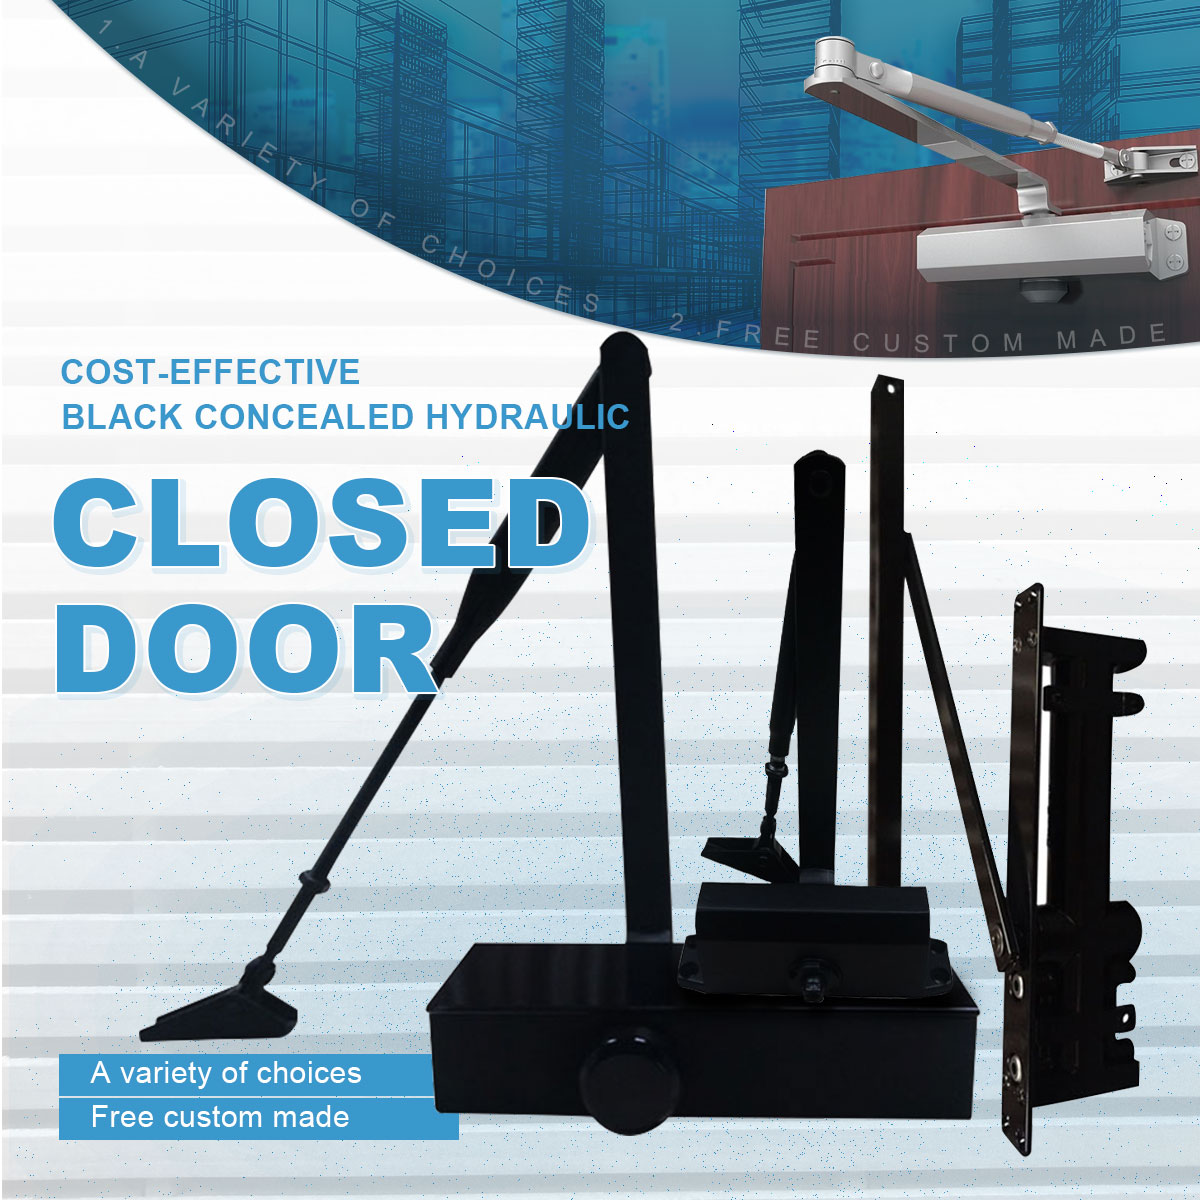 1.A VARIETY OF CHOICES
2.FREE CUSTOM MADE
COST-EFFECTIVE
BLACK CONCEALED HYDRAULIC
CLOSED
DOOR
A variety of choices
Free custom made